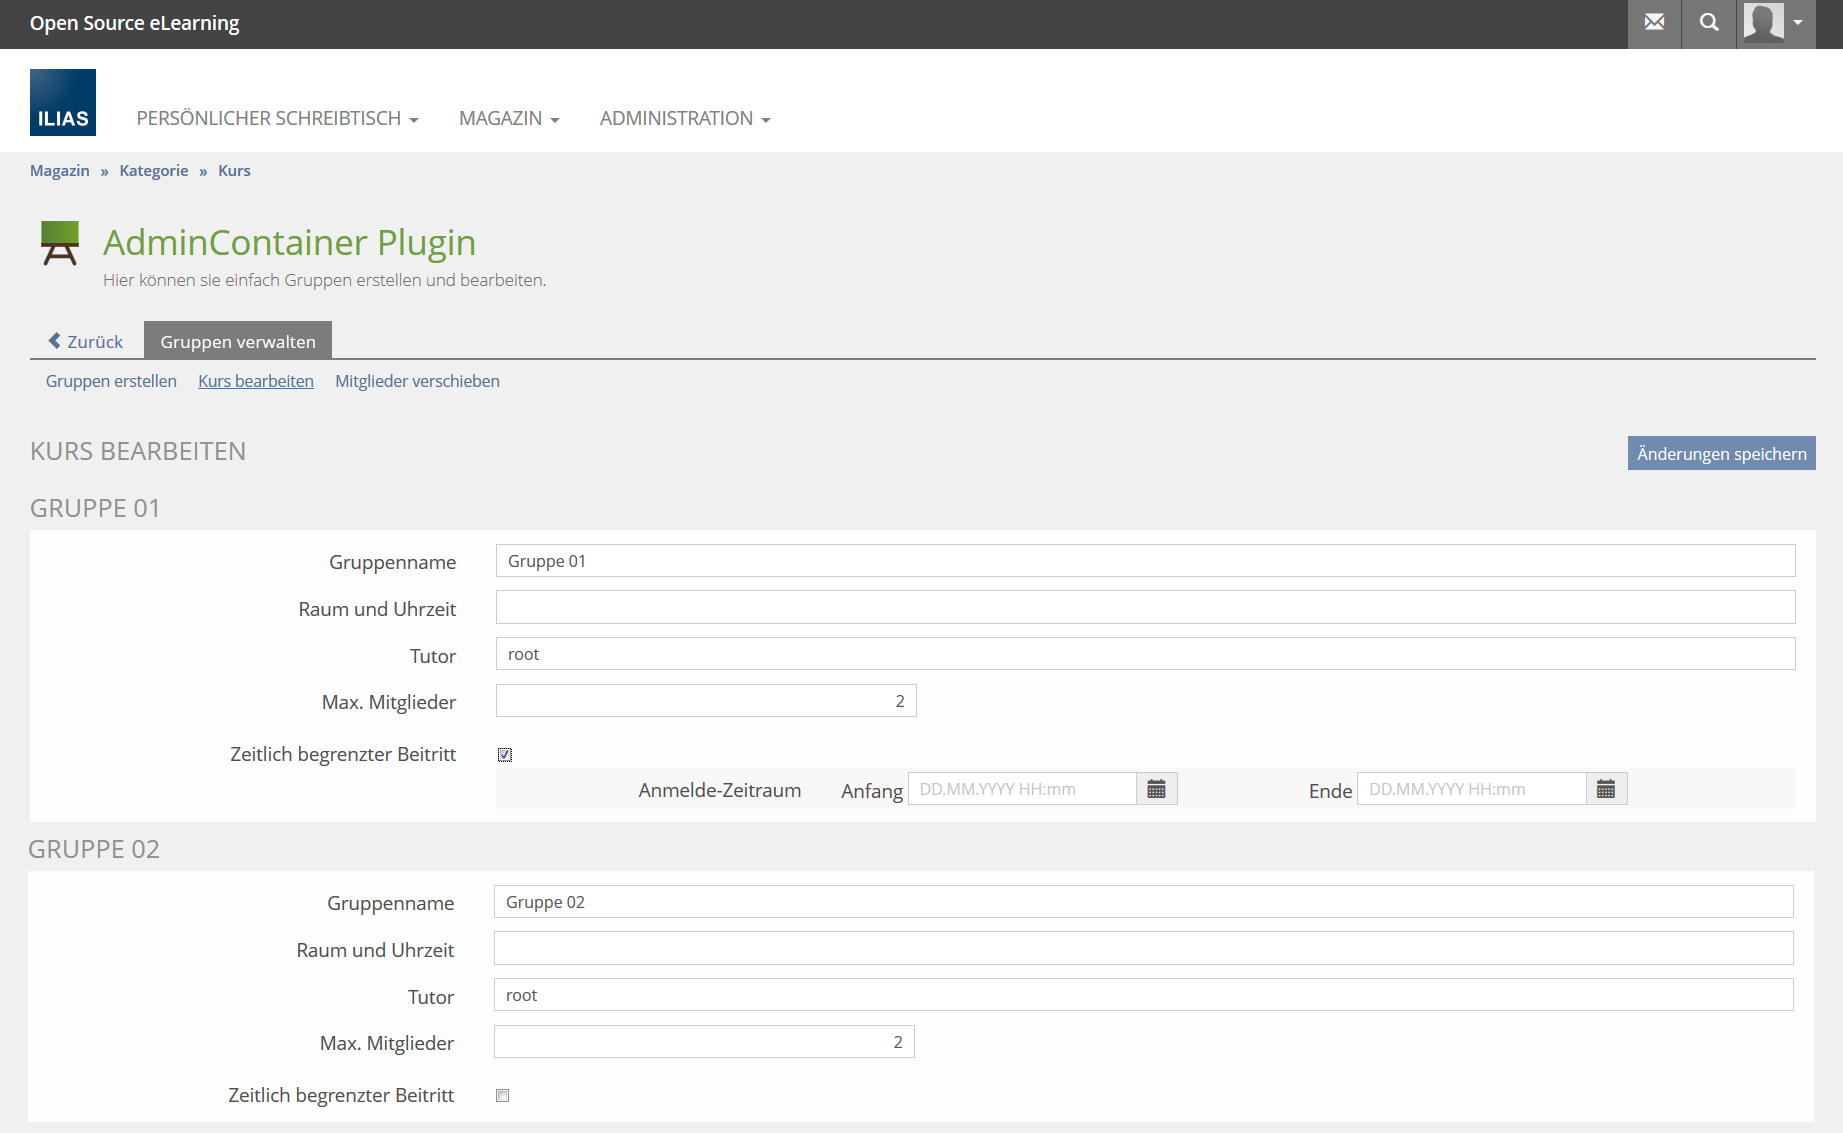 Open Source eLearning
ILIAS
PERSÖNLICHER SCHREIBTISCH MAGAZIN ADMINISTRATION
Magazin » Kategorie » Kurs
AdminContainer Plugin
Hier können sie einfach Gruppen erstellen und bearbeiten.
Zurück Gruppen verwalten
Gruppen erstellen Kurs bearbeiten Mitglieder verschieben
KURS BEARBEITEN Änderungen speichern
GRUPPE 01
Gruppenname Gruppe 01
Raum und Uhrzeit
Tutor root
Max. Mitglieder 2
Zeitlich begrenzter Beitritt
Anmelde-Zeitraum Anfang DD.MM.YYYY HH:mm Ende DD.MM.YYYY HH:mm
GRUPPE 02
Gruppenname Gruppe 02
Raum und Uhrzeit
Tutor root
Max. Mitglieder 2
Zeitlich begrenzter Beitritt